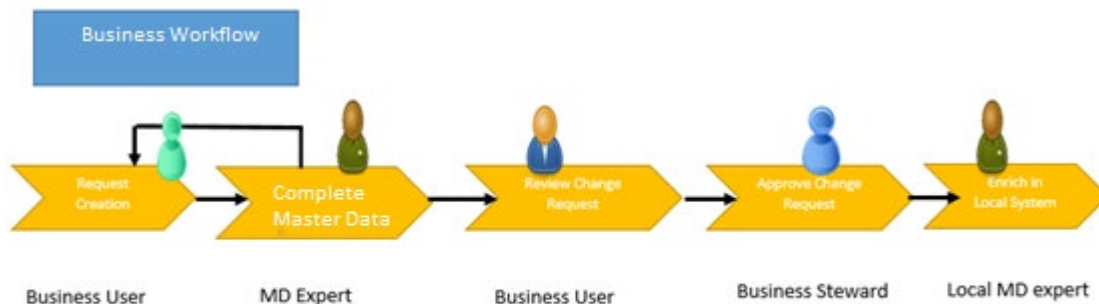 Business Workflow
Request
Creation
Complete
Master Data
Review Change
Request
Approve Change
Request
Enrich in
Local System
Business User
MD Expert
Business User
Business Steward
Local MD expert